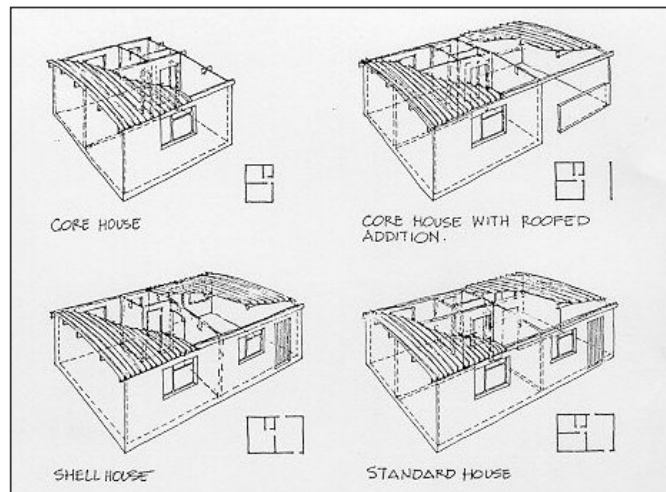 CORE HOUSE
CORE HOUSE WITH ROOFED
ADDITION.
SHELL HOUSE
STANDARD HOUSE